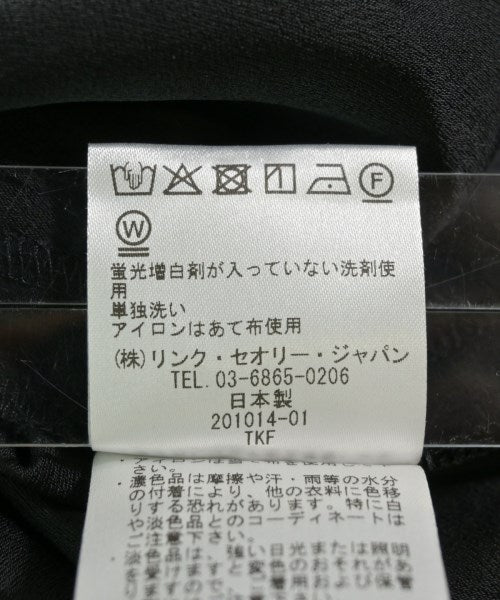 F
W
蛍光増白剤が入っていない洗剤使
用
単独洗い
アイロンはあて布使用
(株)リンク・セオリー・ジャパン
TEL. 03-6865-0206
日本製
201014-01
TKF
さい。
・濃色品は摩擦や汗・雨等の水分
の付着により、他の衣料に色移
りする恐れがあります。特に白
や淡色品とのコーディネートは
ご注意下さい。